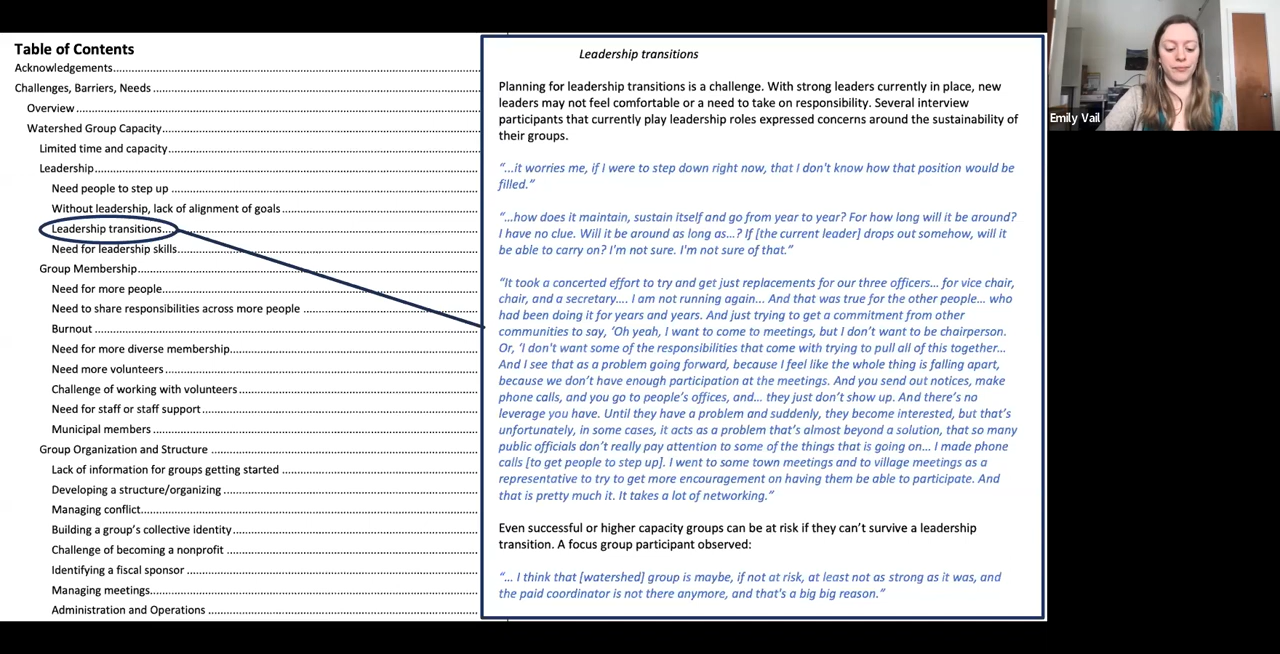 Table of Contents
Acknowledgements
Challenges, Barriers, Needs
Overview
Watershed Group Capacity
Limited time and capacity
Leadership
Need people to step up
Without leadership, lack of alignment of goals
Leadership transitions
Need for leadership skills
Group Membership
Need for more people
Need to share responsibilities across more people
Burnout
Need for more diverse membership
Need more volunteers
Challenge of working with volunteers
Need for staff or staff support
Municipal members
Group Organization and Structure
Lack of information for groups getting started
Developing a structure/organizing
Managing conflict
Building a group's collective identity
Challenge of becoming a nonprofit
Identifying a fiscal sponsor
Managing meetings
Administration and Operations
Leadership transitions
Planning for leadership transitions is a challenge. With strong leaders currently in place, new
leaders may not feel comfortable or a need to take on responsibility. Several interview
participants that currently play leadership roles expressed concerns around the sustainability of
their groups.
“…it worries me, if I were to step down right now, that I don't know how that position would be
filled.”
“…how does it maintain, sustain itself and go from year to year? For how long will it be around?
I have no clue. Will it be around as long as…? If [the current leader] drops out somehow, will it
be able to carry on? I'm not sure. I'm not sure of that.”
“It took a concerted effort to try and get just replacements for our three officers… for vice chair,
chair, and a secretary…. I am not running again... And that was true for the other people… who
had been doing it for years and years. And just trying to get a commitment from other
communities to say, ‘Oh yeah, I want to come to meetings, but I don’t want to be chairperson.
Or, ‘I don't want some of the responsibilities that come with trying to pull all of this together…
And I see that as a problem going forward, because I feel like the whole thing is falling apart,
because we don’t have enough participation at the meetings. And you send out notices, make
phone calls, and you go to people’s offices, and… they just don’t show up. And there’s no
leverage you have. Until they have a problem and suddenly, they become interested, but that’s
unfortunately, in some cases, it acts as a problem that’s almost beyond a solution, that so many
public officials don’t really pay attention to some of the things that is going on… I made phone
calls [to get people to step up]. I went to some town meetings and to village meetings as a
representative to try to get more encouragement on having them be able to participate. And
that is pretty much it. It takes a lot of networking.”
Even successful or higher capacity groups can be at risk if they can’t survive a leadership
transition. A focus group participant observed:
“… I think that [watershed] group is maybe, if not at risk, at least not as strong as it was, and
the paid coordinator is not there anymore, and that's a big big reason.”
Emily Vail